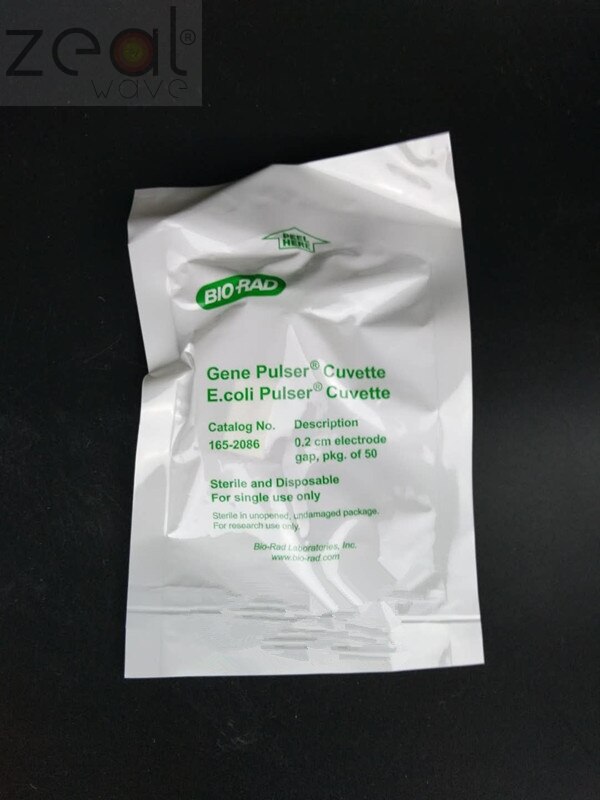 zeal®
wave
PEEL
HERE
BIO-RAD
Gene Pulser® Cuvette
E.coli Pulser® Cuvette
Catalog No. Description
165-2086 0.2 cm electrode
gap, pkg. of 50
Sterile and Disposable
For single use only
Sterile in unopened, undamaged package.
For research use only.
Bio-Rad Laboratories, Inc.
www.bio-rad.com